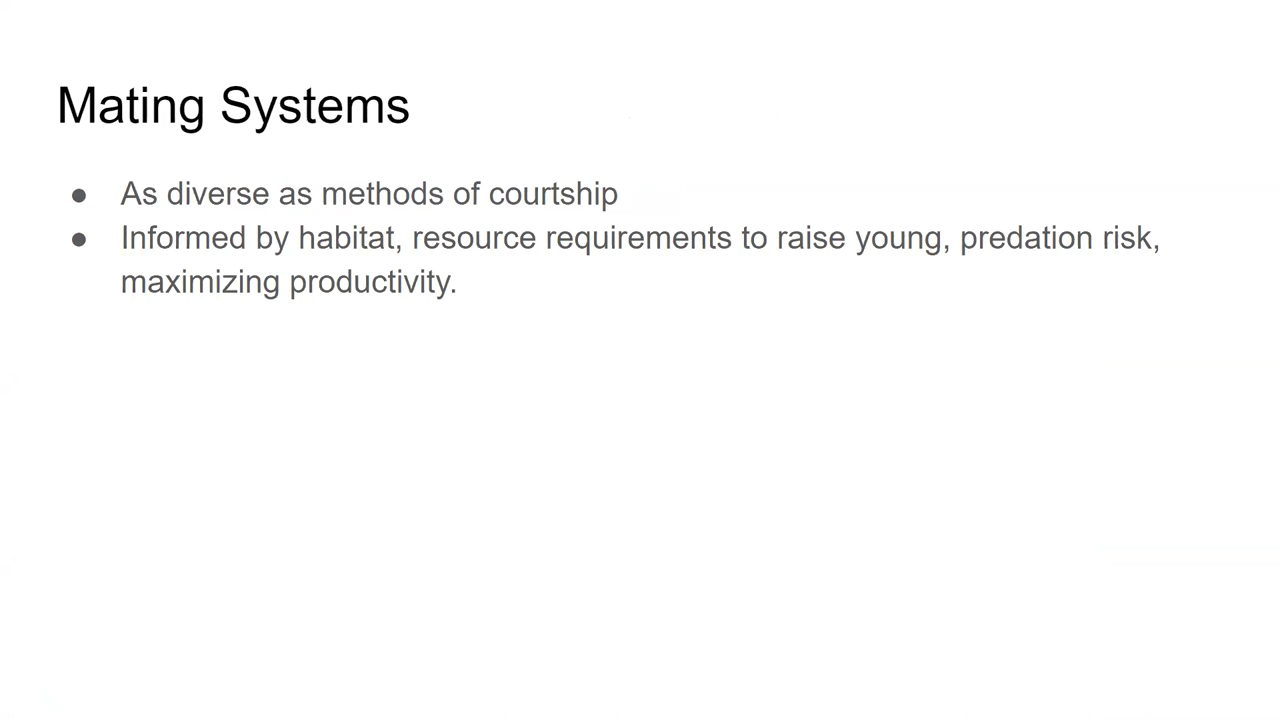 Mating Systems
● As diverse as methods of courtship
● Informed by habitat, resource requirements to raise young, predation risk,
maximizing productivity.